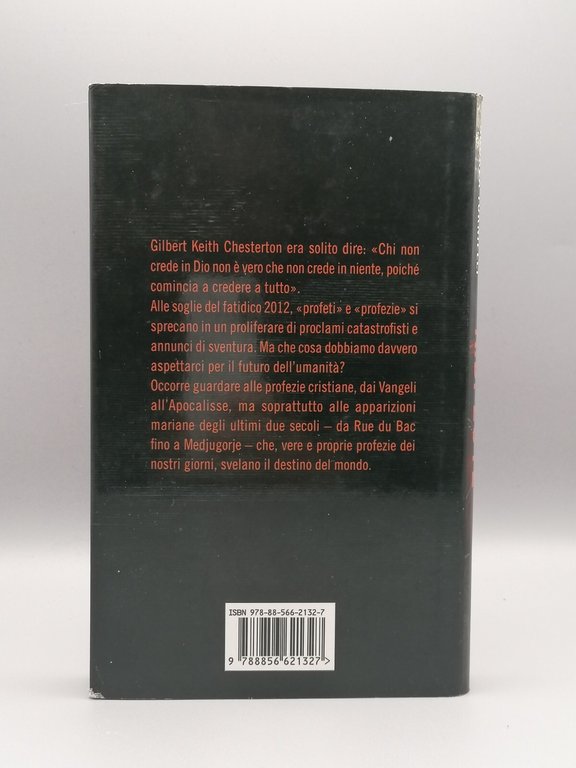 Gilbert Keith Chesterton era solito dire: «Chi non
crede in Dio non è vero che non crede in niente, poiché
comincia a credere a tutto».
Alle soglie del fatidico 2012, «profeti» e «profezie» si
sprecano in un proliferare di proclami catastrofisti e
annunci di sventura. Ma che cosa dobbiamo davvero
aspettarci per il futuro dell'umanità?
Occorre guardare alle profezie cristiane, dai Vangeli
all'Apocalisse, ma soprattutto alle apparizioni
mariane degli ultimi due secoli – da Rue du Bac
fino a Medjugorje – che, vere e proprie profezie dei
nostri giorni, svelano il destino del mondo.
ISBN 978-88-566-2132-7
9 788856 621327>